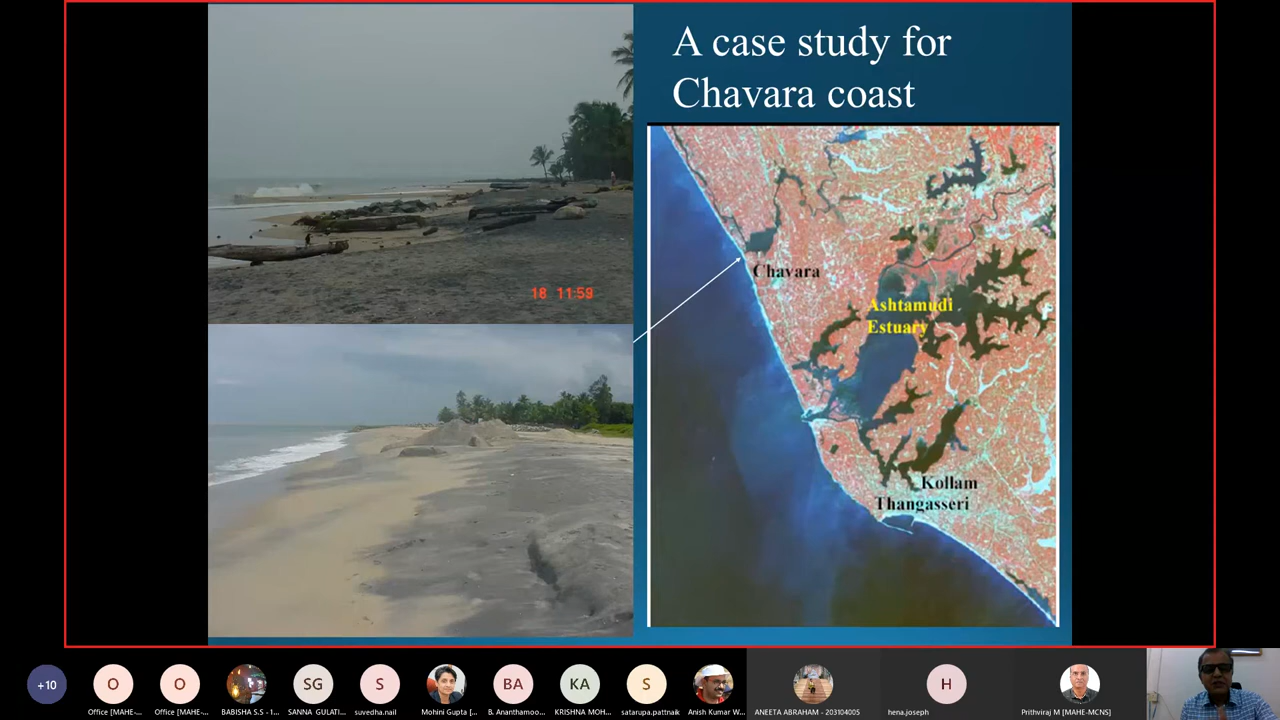 A case study for
Chavara coast
18 11:59
Chavara
Ashtamudi
Estuary
Kollam
Thangasseri
+10
O
O
SG
S
BA
KA
S
H
Office [MAHE-...
Office [MAHE-...
BABISHA S.S - 1...
SANNA GULATI...
suvedha.nail
Mohini Gupta [...
B. Ananthamoo...
KRISHNA MOH...
satarupa.pattnaik
Anish Kumar W...
ANEETA ABRAHAM - 203104005
hena.joseph
Prithviraj M [MAHE-MCNS]